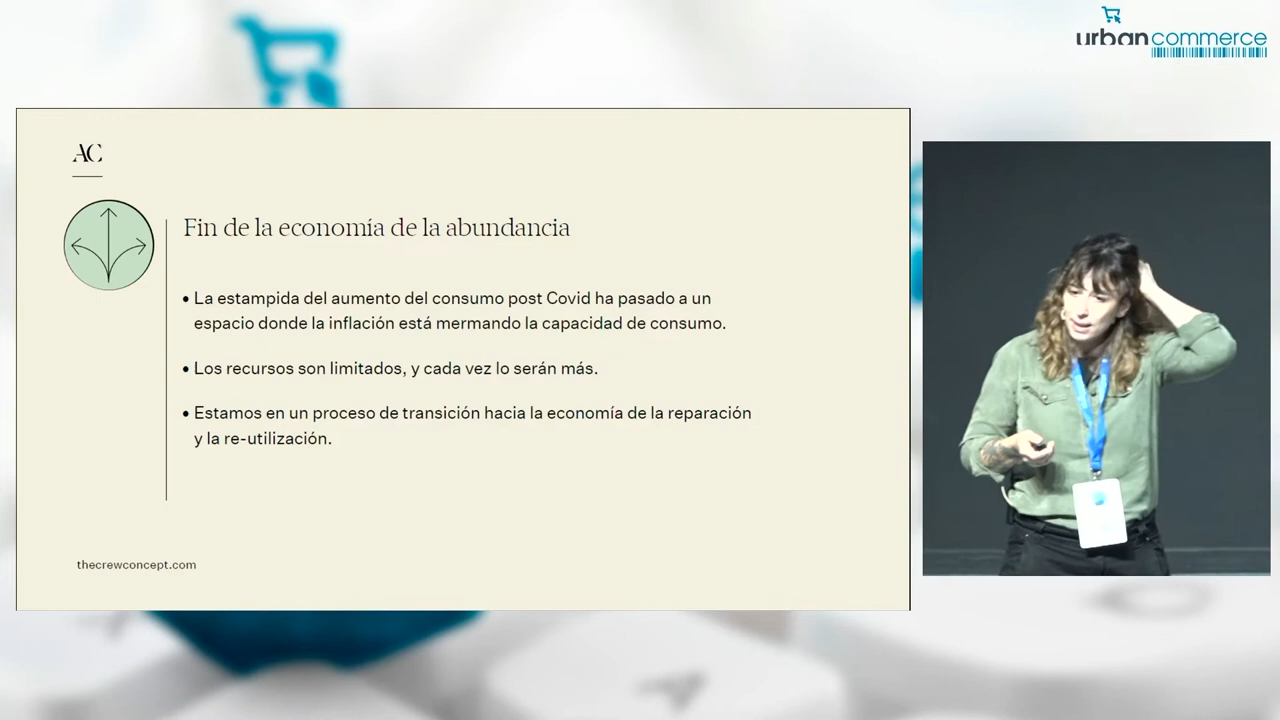 urbancommerce
AC
Fin de la economía de la abundancia
• La estampida del aumento del consumo post Covid ha pasado a un
espacio donde la inflación está mermando la capacidad de consumo.
• Los recursos son limitados, y cada vez lo serán más.
• Estamos en un proceso de transición hacia la economía de la reparación
y la re-utilización.
thecrewconcept.com